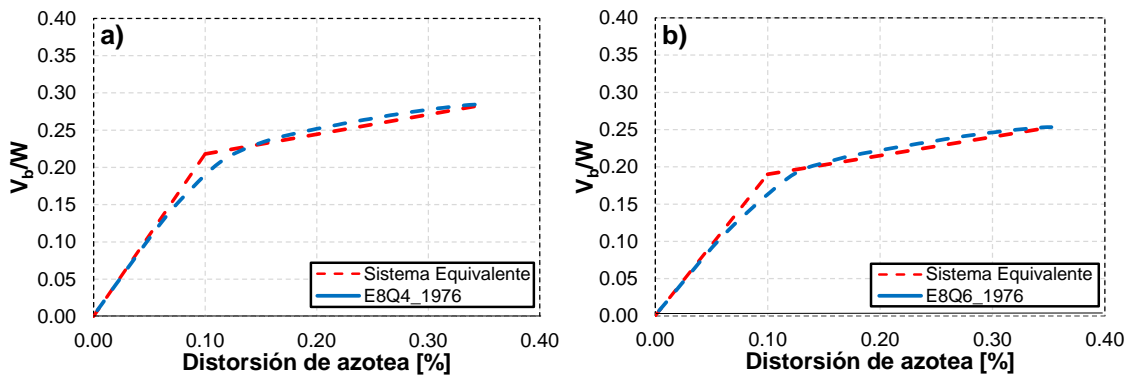 a)
0.40
0.35
0.30
0.25
0.20
0.15
0.10
0.05
0.00
Vb/W
0.00 0.10 0.20 0.30 0.40
Distorsión de azotea [%]
Sistema Equivalente
E8Q4_1976
b)
0.40
0.35
0.30
0.25
0.20
0.15
0.10
0.05
0.00
Vb/W
0.00 0.10 0.20 0.30 0.40
Distorsión de azotea [%]
Sistema Equivalente
E8Q6_1976